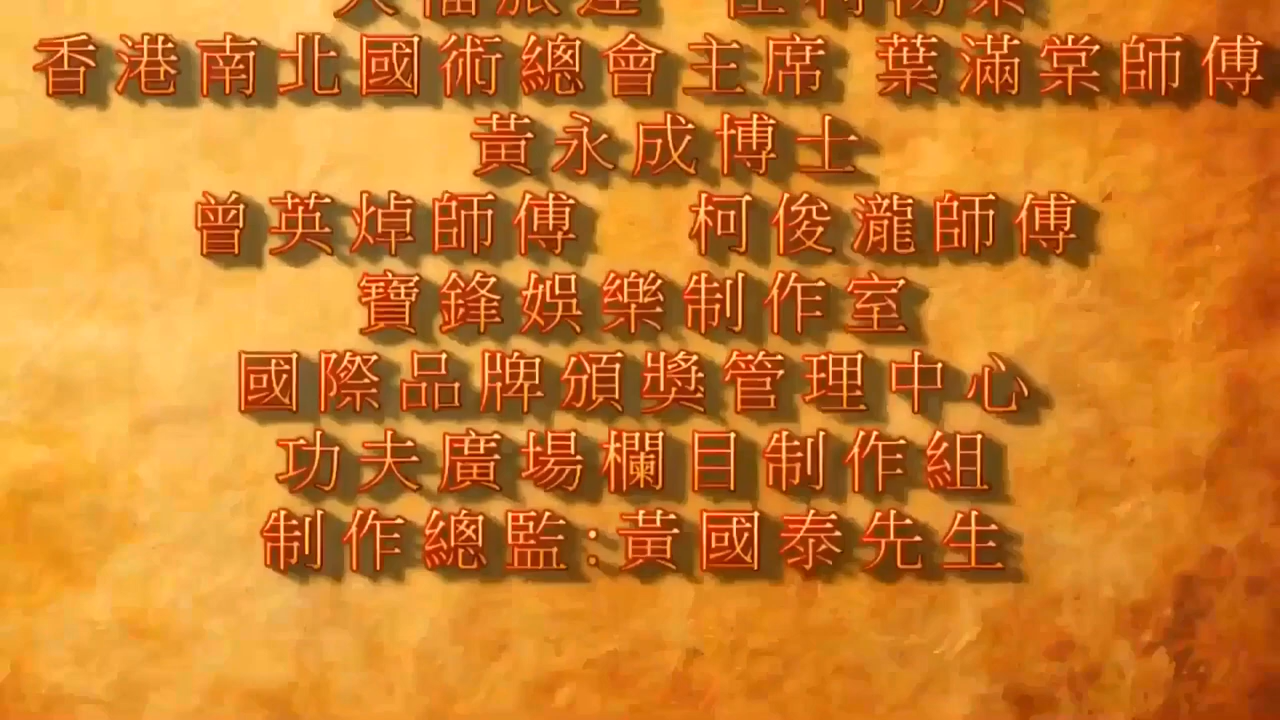 香港南北國術總會主席 葉滿棠師傅
黃永成博士
曾英焯師傅 柯俊瀧師傅
寶鋒娛樂制作室
國際品牌頒獎管理中心
功夫廣場欄目制作組
制作總監:黃國泰先生